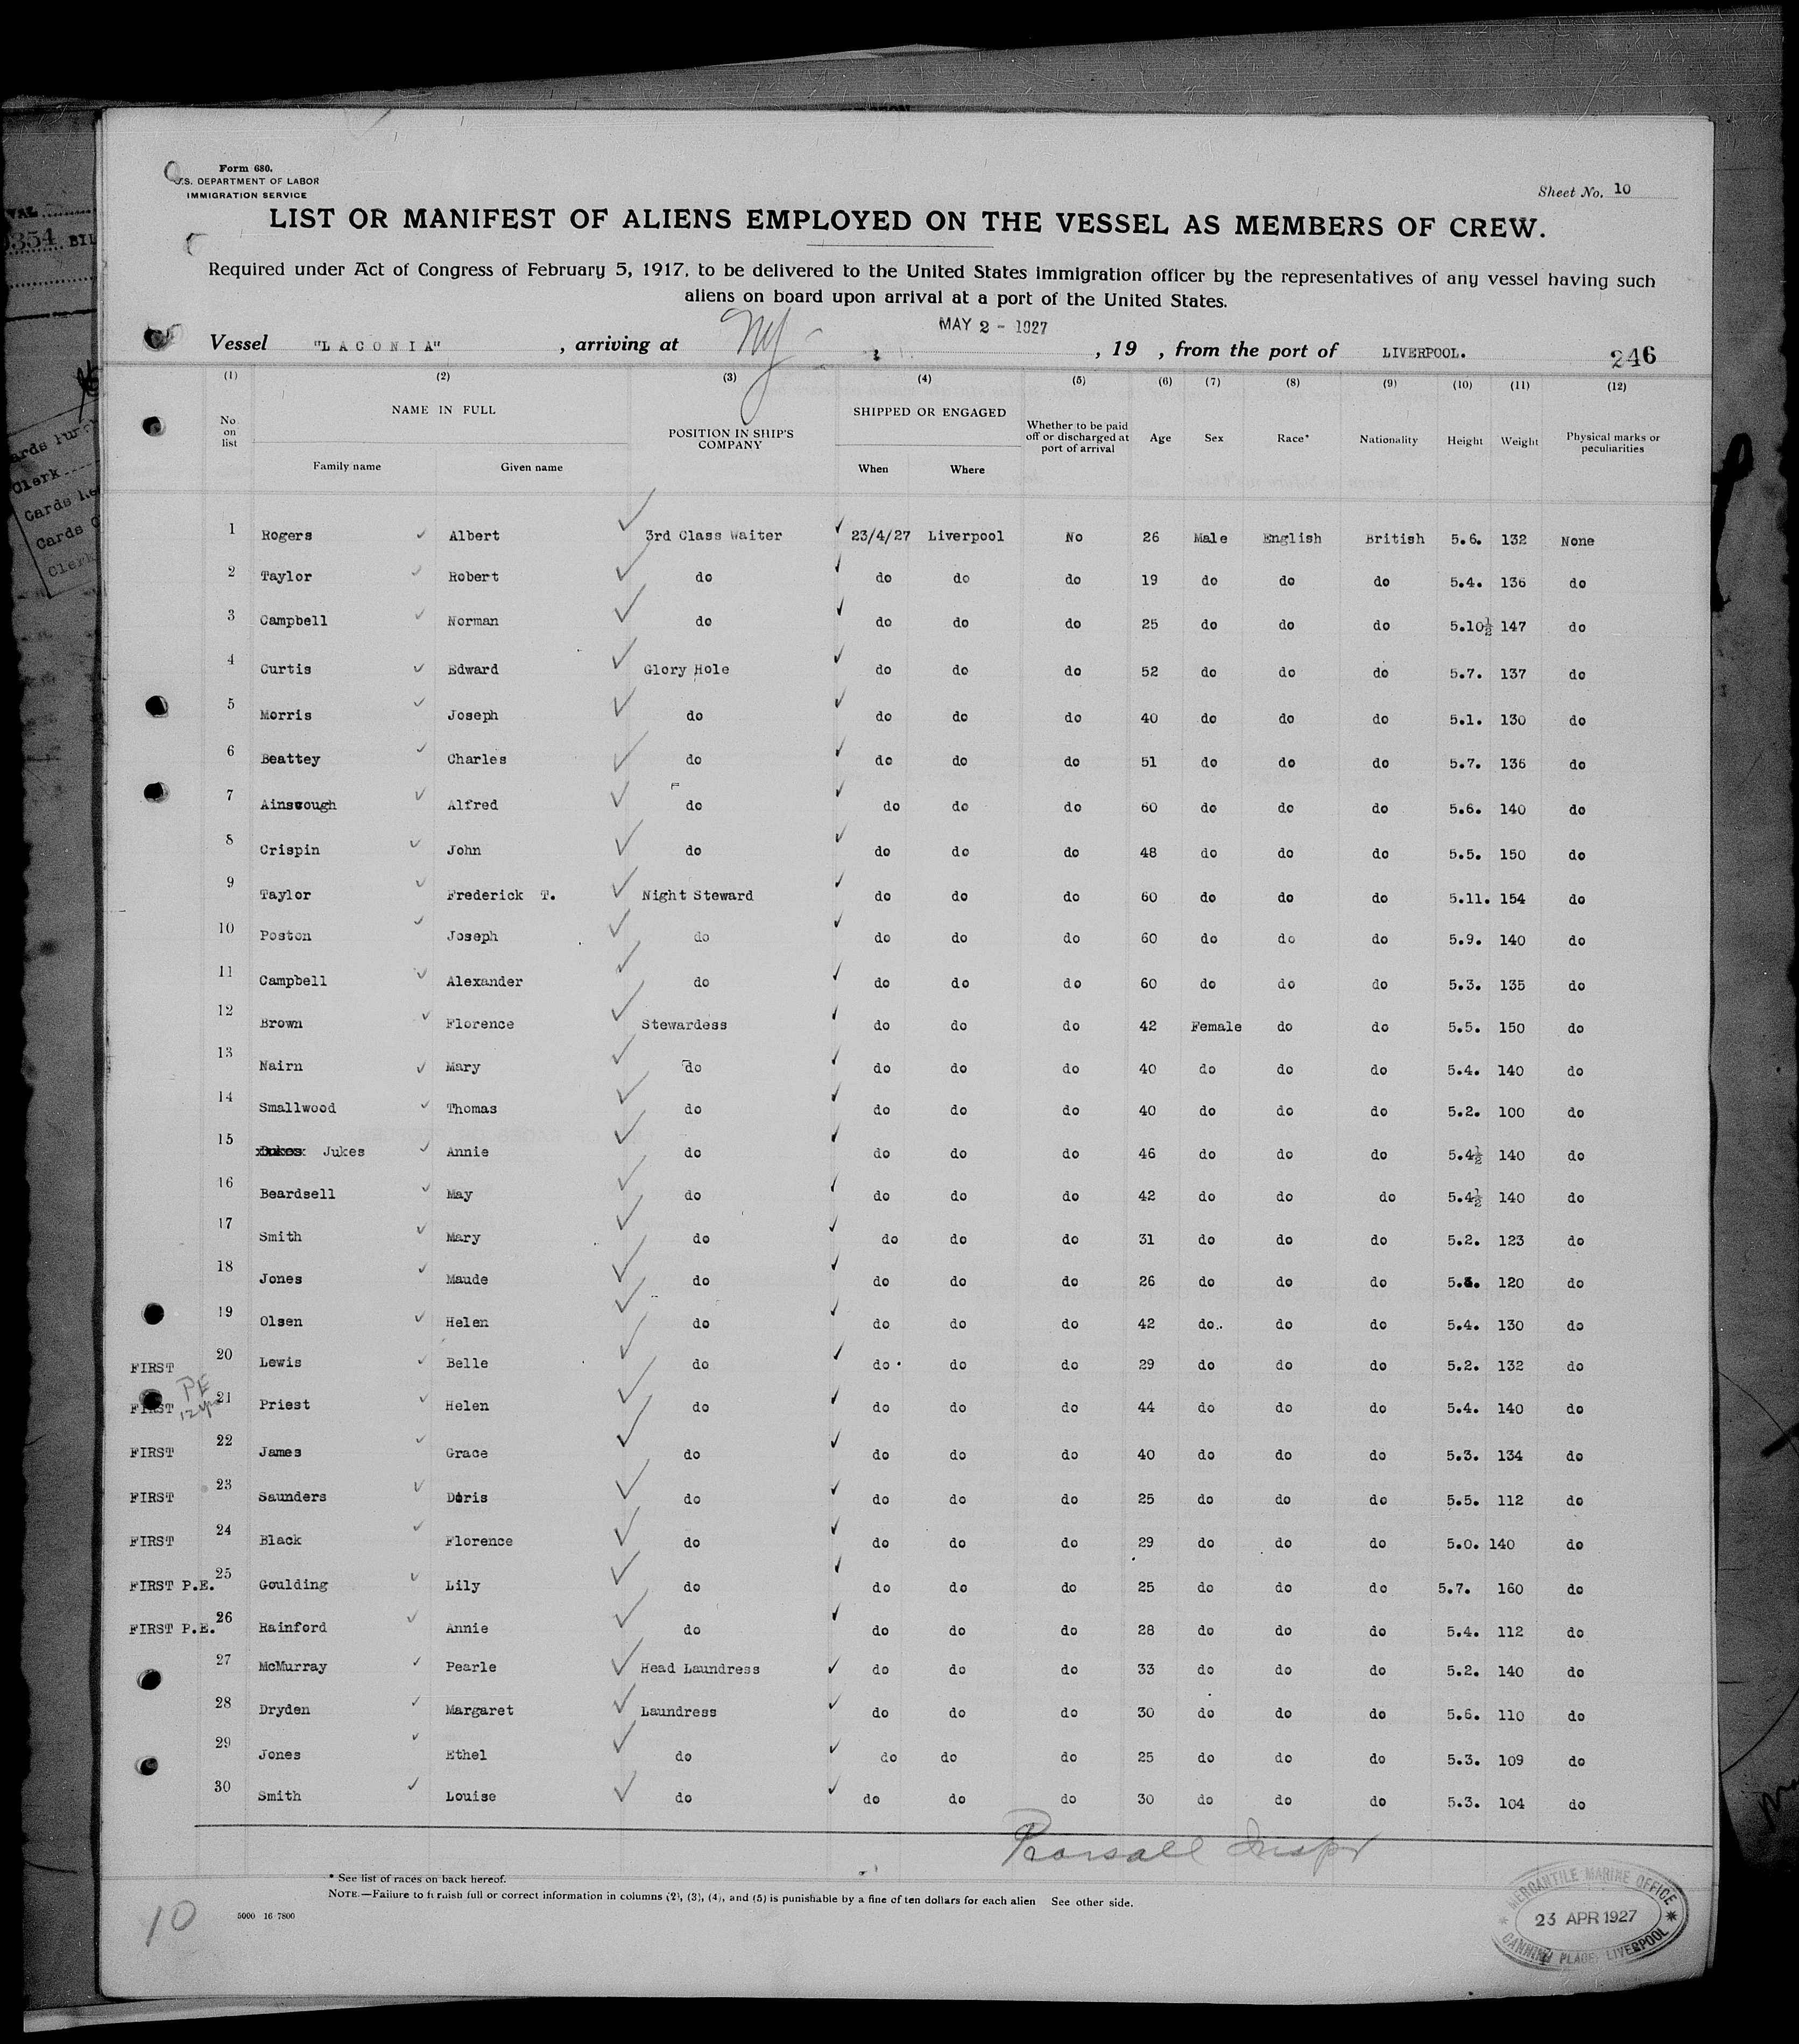 Form 680.
U.S. DEPARTMENT OF LABOR
IMMIGRATION SERVICE
Sheet No. 10
LIST OR MANIFEST OF ALIENS EMPLOYED ON THE VESSEL AS MEMBERS OF CREW.
Required under Act of Congress of February 5, 1917, to be delivered to the United States immigration officer by the representatives of any vessel having such
aliens on board upon arrival at a port of the United States.
MAY 2 - 1927
Vessel "LACONIA", arriving at NY, 19 , from the port of LIVERPOOL. 246
(1) (2) (3) (4) (5) (6) (7) (8) (9) (10) (11) (12)
No on list NAME IN FULL Family name Given name POSITION IN SHIP'S COMPANY SHIPPED OR ENGAGED When Where Whether to be paid off or discharged at port of arrival Age Sex Race* Nationality Height Weight Physical marks or peculiarities
1 Rogers Albert 3rd Class Waiter 23/4/27 Liverpool No 26 Male English British 5.6. 132 None
2 Taylor Robert do do do do 19 do do do 5.4. 136 do
3 Campbell Norman do do do do 25 do do do 5.10½ 147 do
4 Curtis Edward Glory Hole do do do 52 do do do 5.7. 137 do
5 Morris Joseph do do do do 40 do do do 5.1. 130 do
6 Beattey Charles do do do do 51 do do do 5.7. 136 do
7 Ainscough Alfred do do do do 60 do do do 5.6. 140 do
8 Crispin John do do do do 48 do do do 5.5. 150 do
9 Taylor Frederick T. Night Steward do do do 60 do do do 5.11. 154 do
10 Poston Joseph do do do do 60 do do do 5.9. 140 do
11 Campbell Alexander do do do do 60 do do do 5.3. 135 do
12 Brown Florence Stewardess do do do 42 Female do do 5.5. 150 do
13 Nairn Mary do do do do 40 do do do 5.4. 140 do
14 Smallwood Thomas do do do do 40 do do do 5.2. 100 do
15 Jukes Annie do do do do 46 do do do 5.4½ 140 do
16 Beardsell May do do do do 42 do do do 5.4½ 140 do
17 Smith Mary do do do do 31 do do do 5.2. 123 do
18 Jones Maude do do do do 26 do do do 120 do
19 Olsen Helen do do do do 42 do.. do do 5.4. 130 do
FIRST 20 Lewis Belle do do do do 29 do do do 5.2. 132 do
FIRST PE 21 Priest Helen do do do do 44 do do do 5.4. 140 do
FIRST 22 James Grace do do do do 40 do do do 5.3. 134 do
FIRST 23 Saunders Doris do do do do 25 do do do 5.5. 112 do
FIRST 24 Black Florence do do do do 29 do do do 5.0. 140 do
FIRST P.E. 25 Goulding Lily do do do do 25 do do do 5.7. 160 do
FIRST P.E. 26 Rainford Annie do do do do 28 do do do 5.4. 112 do
27 McMurray Pearle Head Laundress do do do 33 do do do 5.2. 140 do
28 Dryden Margaret Laundress do do do 30 do do do 5.6. 110 do
29 Jones Ethel do do do do 25 do do do 5.3. 109 do
30 Smith Louise do do do do 30 do do do 5.3. 104 do
Pearsall Inspr
* See list of races on back hereof.
NOTE.—Failure to furnish full or correct information in columns (2), (3), (4), and (5) is punishable by a fine of ten dollars for each alien See other side.
5000 16-7800
10
MERCANTILE MARINE OFFICE
23 APR 1927
CANNING PLACE, LIVERPOOL